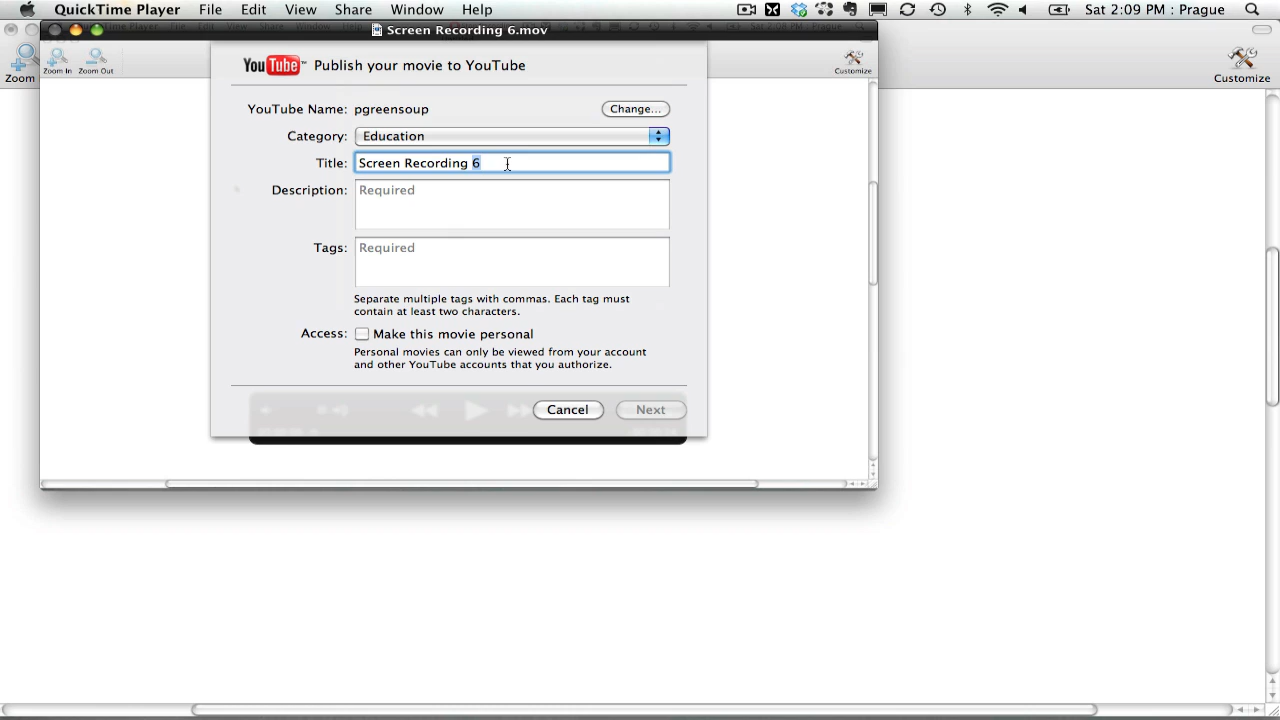 QuickTime Player File Edit View Share Window Help Sat 2:09 PM : Prague
Screen Recording 6.mov
Zoom
Zoom In Zoom Out
Customize
Customize
YouTube™ Publish your movie to YouTube
YouTube Name: pgreensoup Change...
Category: Education
Title: Screen Recording 6
Description: Required
Tags: Required
Separate multiple tags with commas. Each tag must
contain at least two characters.
Access: Make this movie personal
Personal movies can only be viewed from your account
and other YouTube accounts that you authorize.
Cancel Next